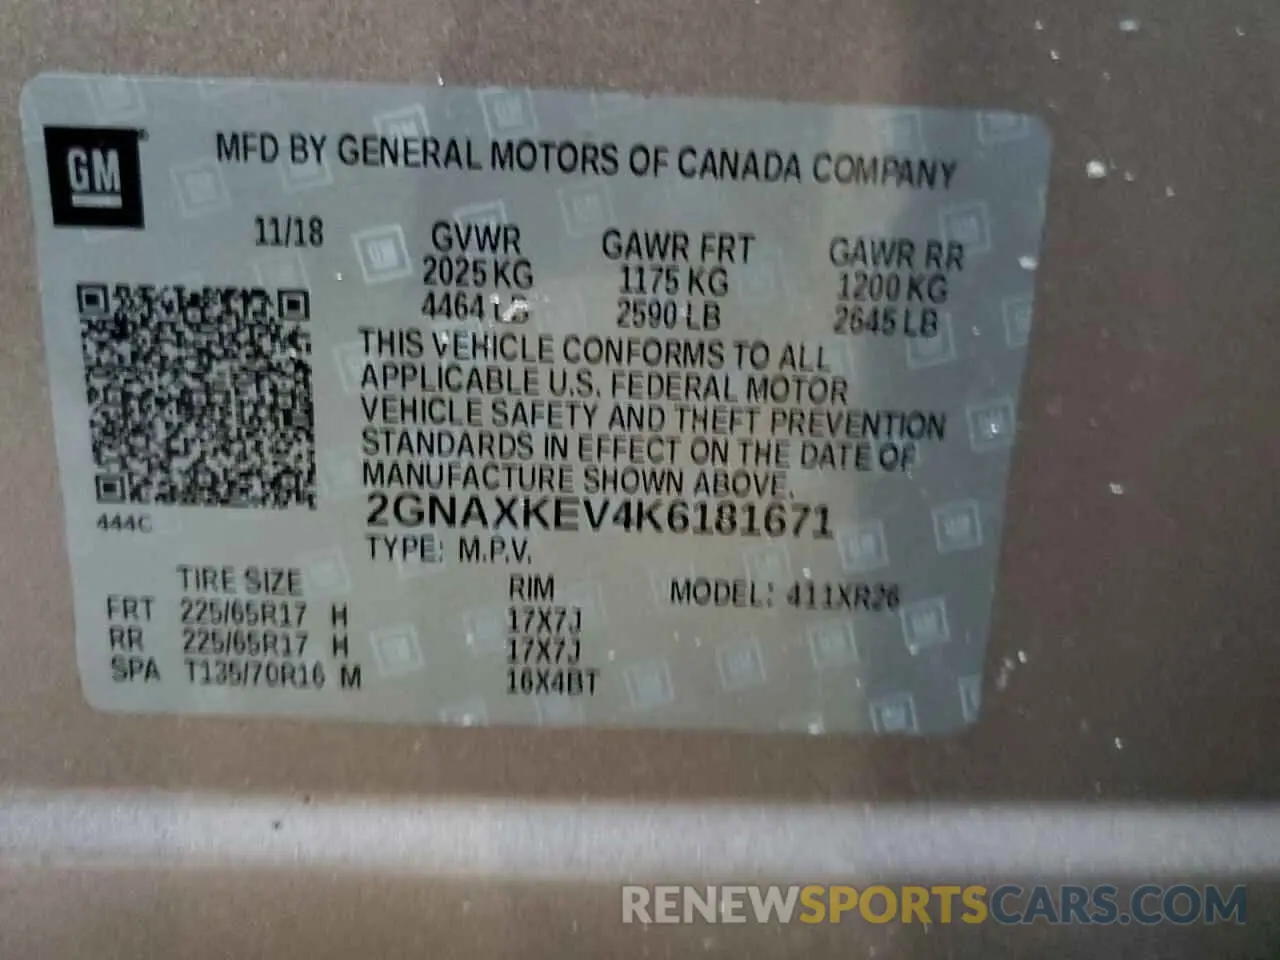 GM
MFD BY GENERAL MOTORS OF CANADA COMPANY
11/18 GVWR GAWR FRT GAWR RR
2025 KG 1175 KG 1200 KG
4464 LB 2590 LB 2645 LB
THIS VEHICLE CONFORMS TO ALL
APPLICABLE U.S. FEDERAL MOTOR
VEHICLE SAFETY AND THEFT PREVENTION
STANDARDS IN EFFECT ON THE DATE OF
MANUFACTURE SHOWN ABOVE.
444C 2GNAXKEV4K6181671
TYPE: M.P.V.
TIRE SIZE RIM MODEL: 411XR26
FRT 225/65R17 H 17X7J
RR 225/65R17 H 17X7J
SPA T135/70R16 M 16X4BT
RENEWSPORTSCARS.COM